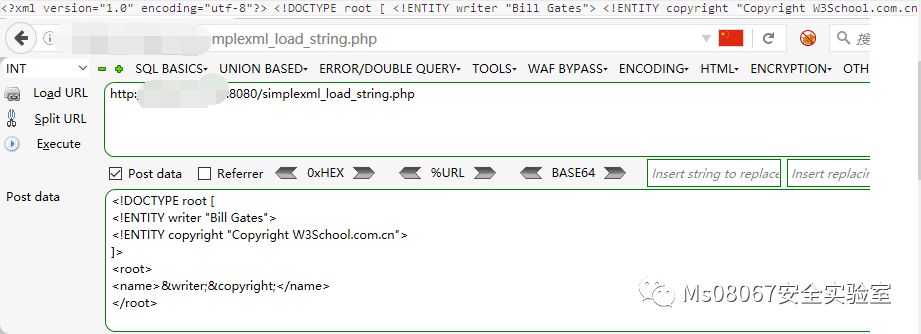 <?xml version="1.0" encoding="utf-8"?> <!DOCTYPE root [ <!ENTITY writer "Bill Gates"> <!ENTITY copyright "Copyright W3School.com.cn
mplexml_load_string.php
INT SQL BASICS UNION BASED ERROR/DOUBLE QUERY TOOLS WAF BYPASS ENCODING HTML ENCRYPTION OTH
Load URL
http: :8080/simplexml_load_string.php
Split URL
Execute
Post data Referrer 0xHEX %URL BASE64 Insert string to replace Insert replacin
Post data
<!DOCTYPE root [
<!ENTITY writer "Bill Gates">
<!ENTITY copyright "Copyright W3School.com.cn">
]>
<root>
<name>&writer;&copyright;</name>
</root>
Ms08067安全实验室